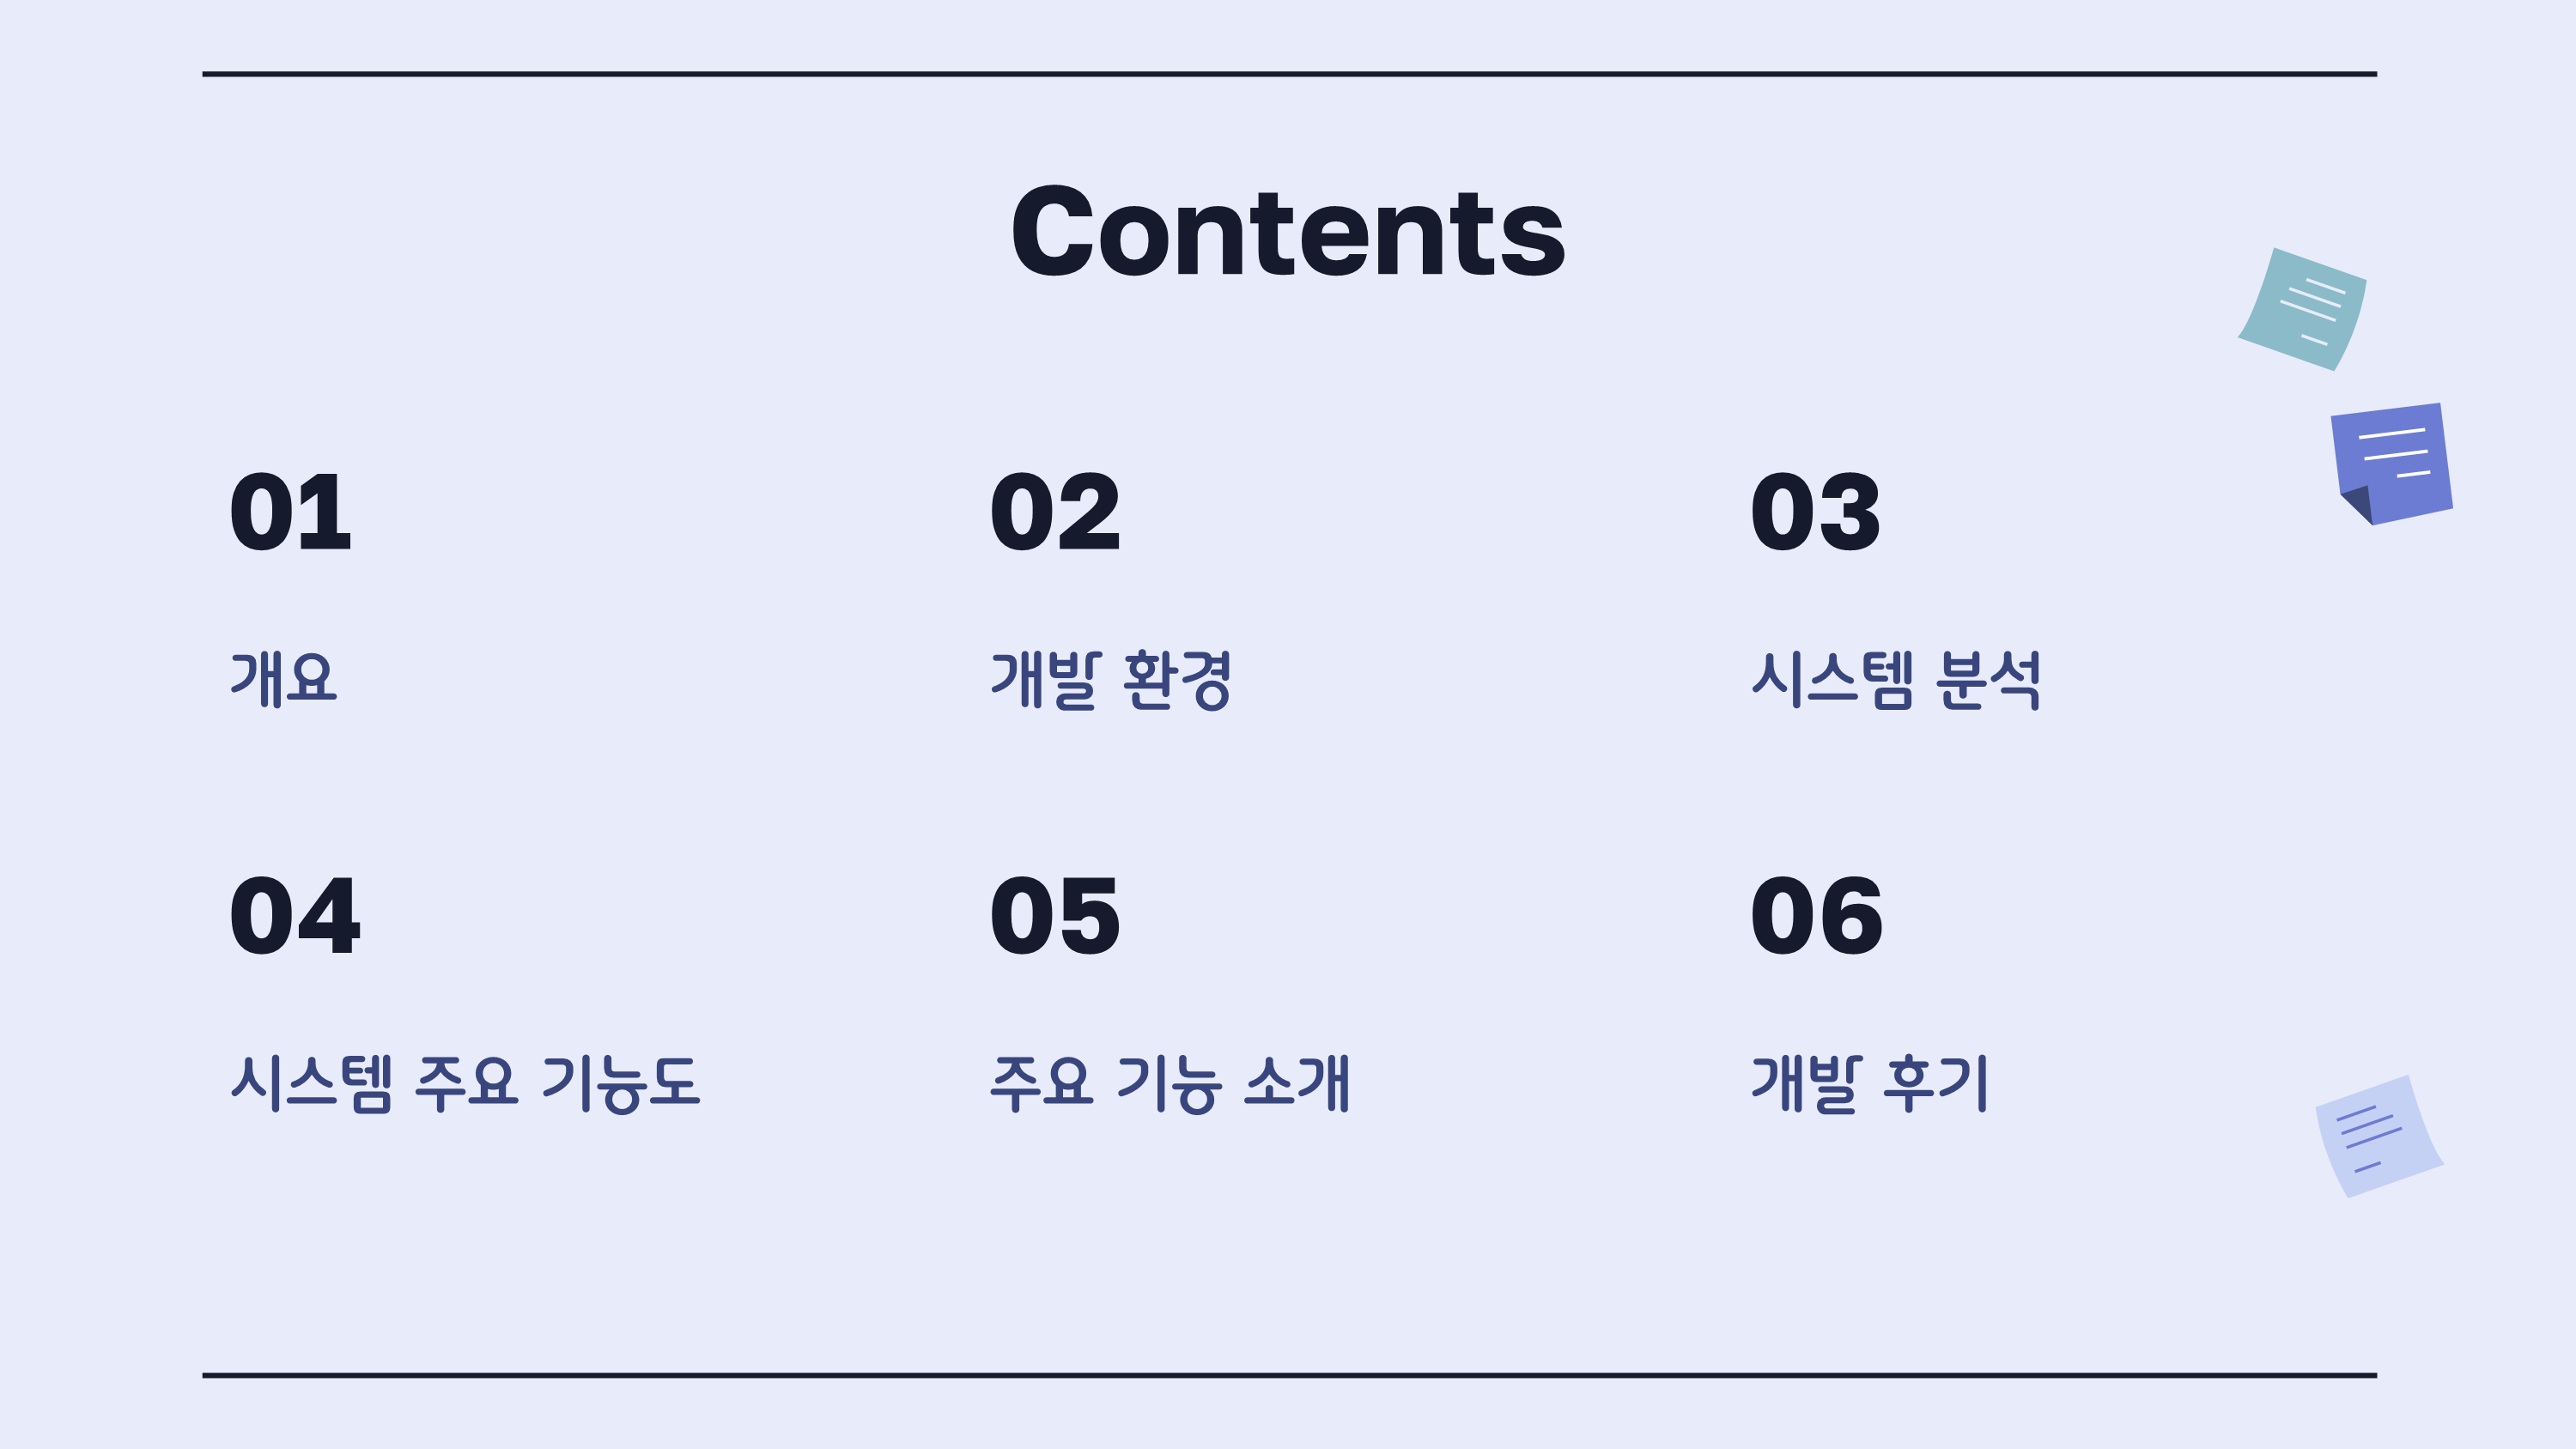 Contents
01
개요
02
개발 환경
03
시스템 분석
04
시스템 주요 기능도
05
주요 기능 소개
06
개발 후기